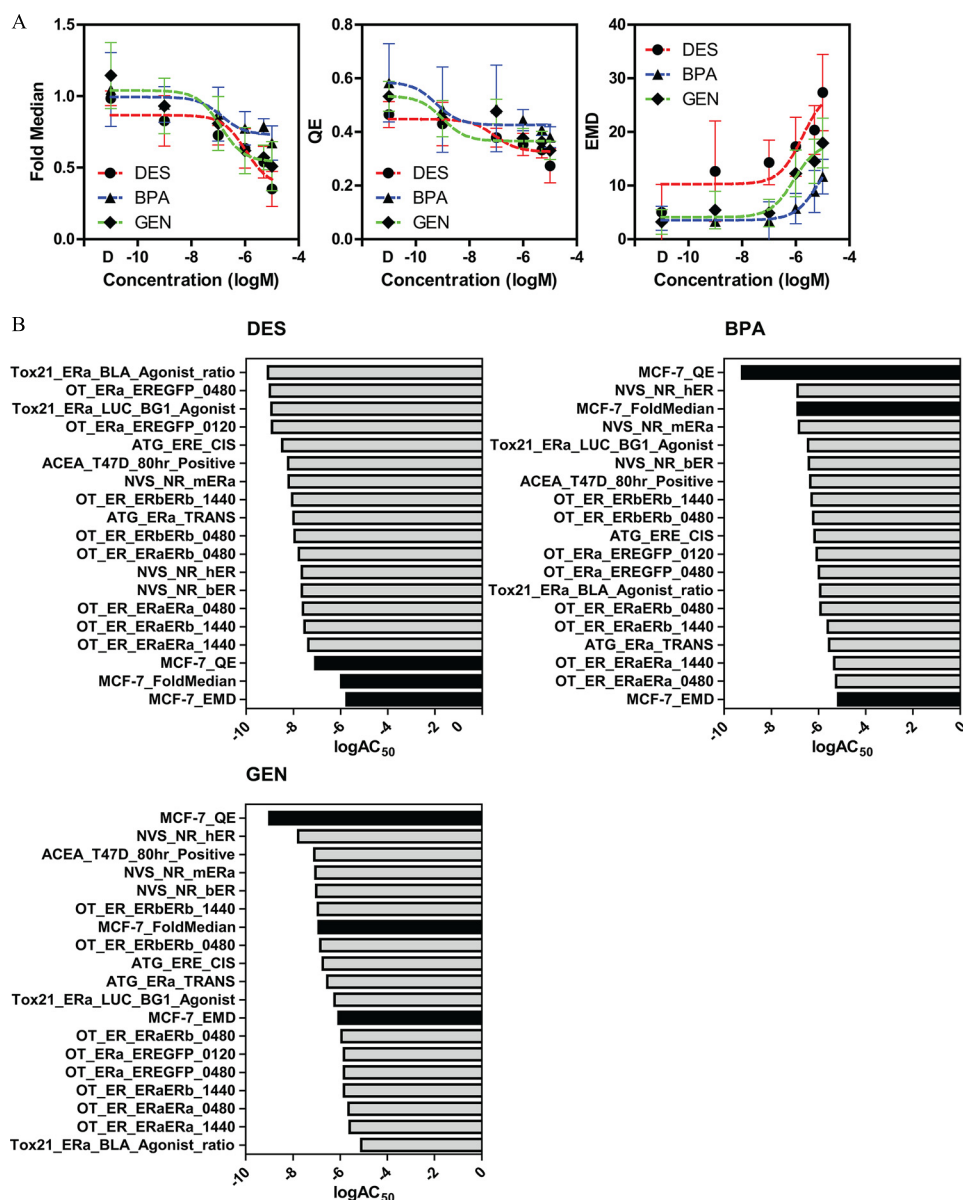 A
Fold Median
1.5
1.0
0.5
0.0
DES
BPA
GEN
D -10 -8 -6 -4
Concentration (logM)
QE
0.8
0.6
0.4
0.2
0.0
DES
BPA
GEN
D -10 -8 -6 -4
Concentration (logM)
EMD
40
30
20
10
0
DES
BPA
GEN
D -10 -8 -6 -4
Concentration (logM)
B
DES
Tox21_ERa_BLA_Agonist_ratio
OT_ERa_EREGFP_0480
Tox21_ERa_LUC_BG1_Agonist
OT_ERa_EREGFP_0120
ATG_ERE_CIS
ACEA_T47D_80hr_Positive
NVS_NR_mERa
OT_ER_ERbERb_1440
ATG_ERa_TRANS
OT_ER_ERbERb_0480
OT_ER_ERaERb_0480
NVS_NR_hER
NVS_NR_bER
OT_ER_ERaERa_0480
OT_ER_ERaERb_1440
OT_ER_ERaERa_1440
MCF-7_QE
MCF-7_FoldMedian
MCF-7_EMD
-10 -8 -6 -4 -2 0
logAC50
BPA
MCF-7_QE
NVS_NR_hER
MCF-7_FoldMedian
NVS_NR_mERa
Tox21_ERa_LUC_BG1_Agonist
NVS_NR_bER
ACEA_T47D_80hr_Positive
OT_ER_ERbERb_1440
OT_ER_ERbERb_0480
ATG_ERE_CIS
OT_ERa_EREGFP_0120
OT_ERa_EREGFP_0480
Tox21_ERa_BLA_Agonist_ratio
OT_ER_ERaERb_0480
OT_ER_ERaERb_1440
ATG_ERa_TRANS
OT_ER_ERaERa_1440
OT_ER_ERaERa_0480
MCF-7_EMD
-10 -8 -6 -4 -2 0
logAC50
GEN
MCF-7_QE
NVS_NR_hER
ACEA_T47D_80hr_Positive
NVS_NR_mERa
NVS_NR_bER
OT_ER_ERbERb_1440
MCF-7_FoldMedian
OT_ER_ERbERb_0480
ATG_ERE_CIS
ATG_ERa_TRANS
Tox21_ERa_LUC_BG1_Agonist
MCF-7_EMD
OT_ER_ERaERb_0480
OT_ERa_EREGFP_0120
OT_ERa_EREGFP_0480
OT_ER_ERaERb_1440
OT_ER_ERaERa_0480
OT_ER_ERaERa_1440
Tox21_ERa_BLA_Agonist_ratio
-10 -8 -6 -4 -2 0
logAC50